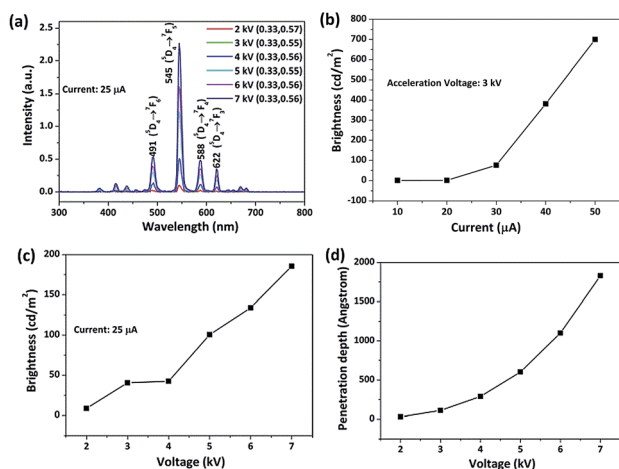 (a)
2.5
2.0
1.5
1.0
0.5
0.0
Intensity (a.u.)
Current: 25 μA
491 (⁵D₄→⁷F₆)
545 (⁵D₄→⁷F₅)
588 (⁵D₄→⁷F₄)
622 (⁵D₄→⁷F₃)
2 kV (0.33,0.57)
3 kV (0.33,0.55)
4 kV (0.33,0.56)
5 kV (0.33,0.55)
6 kV (0.33,0.56)
7 kV (0.33,0.56)
300 400 500 600 700 800
Wavelength (nm)
(b)
800
700
600
500
400
300
200
100
0
-100
Brightness (cd/m²)
Acceleration Voltage: 3 kV
10 20 30 40 50
Current (μA)
(c)
200
150
100
50
0
Brightness (cd/m²)
Current: 25 μA
2 3 4 5 6 7
Voltage (kV)
(d)
2000
1500
1000
500
0
Penetration depth (Angstrom)
2 3 4 5 6 7
Voltage (kV)